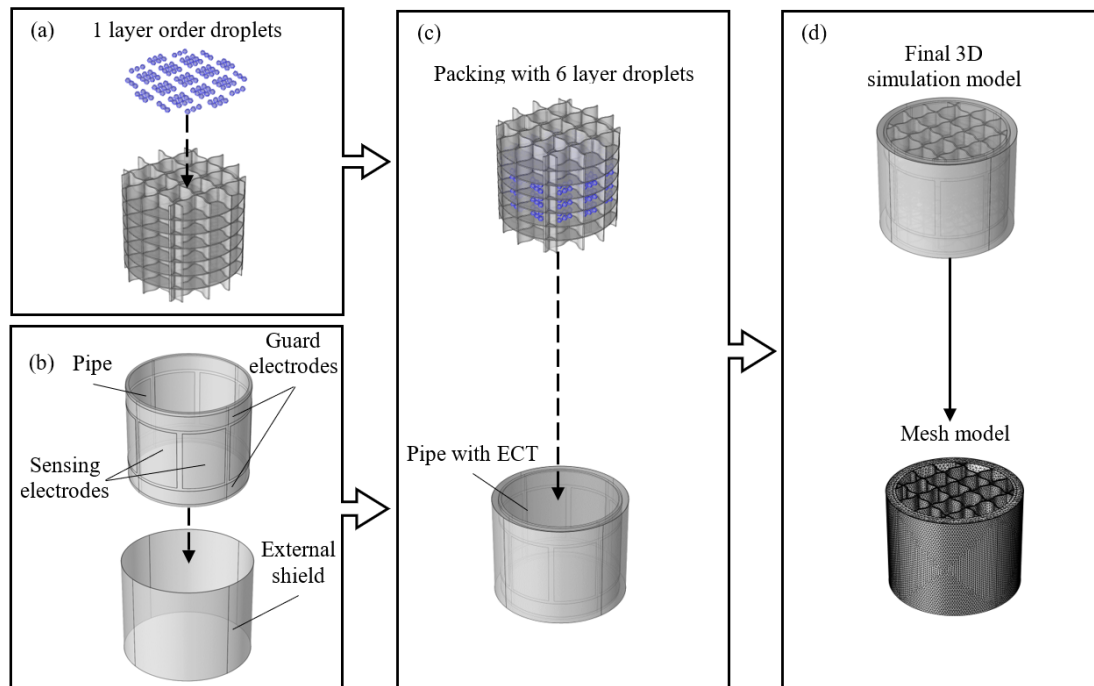 (a)
1 layer order droplets
(b)
Pipe
Guard
electrodes
Sensing
electrodes
External
shield
(c)
Packing with 6 layer droplets
Pipe with ECT
(d)
Final 3D
simulation model
Mesh model